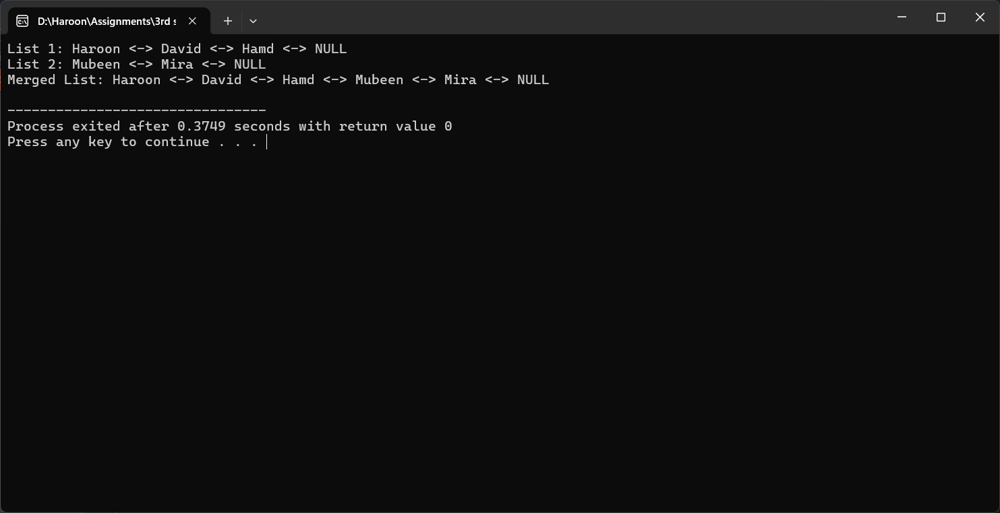 D:\Haroon\Assignments\3rd s
List 1: Haroon <-> David <-> Hamd <-> NULL
List 2: Mubeen <-> Mira <-> NULL
Merged List: Haroon <-> David <-> Hamd <-> Mubeen <-> Mira <-> NULL
--------------------------------
Process exited after 0.3749 seconds with return value 0
Press any key to continue . . .